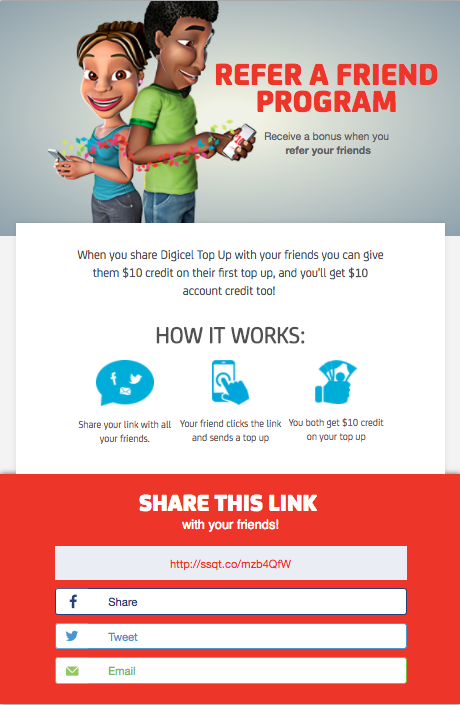 REFER A FRIEND
PROGRAM
Receive a bonus when you
refer your friends
When you share Digicel Top Up with your friends you can give
them $10 credit on their first top up, and you'll get $10
account credit too!
HOW IT WORKS:
Share your link with all
your friends.
Your friend clicks the link
and sends a top up
You both get $10 credit
on your top up
SHARE THIS LINK
with your friends!
http://ssqt.co/mzb4QfW
Share
Tweet
Email